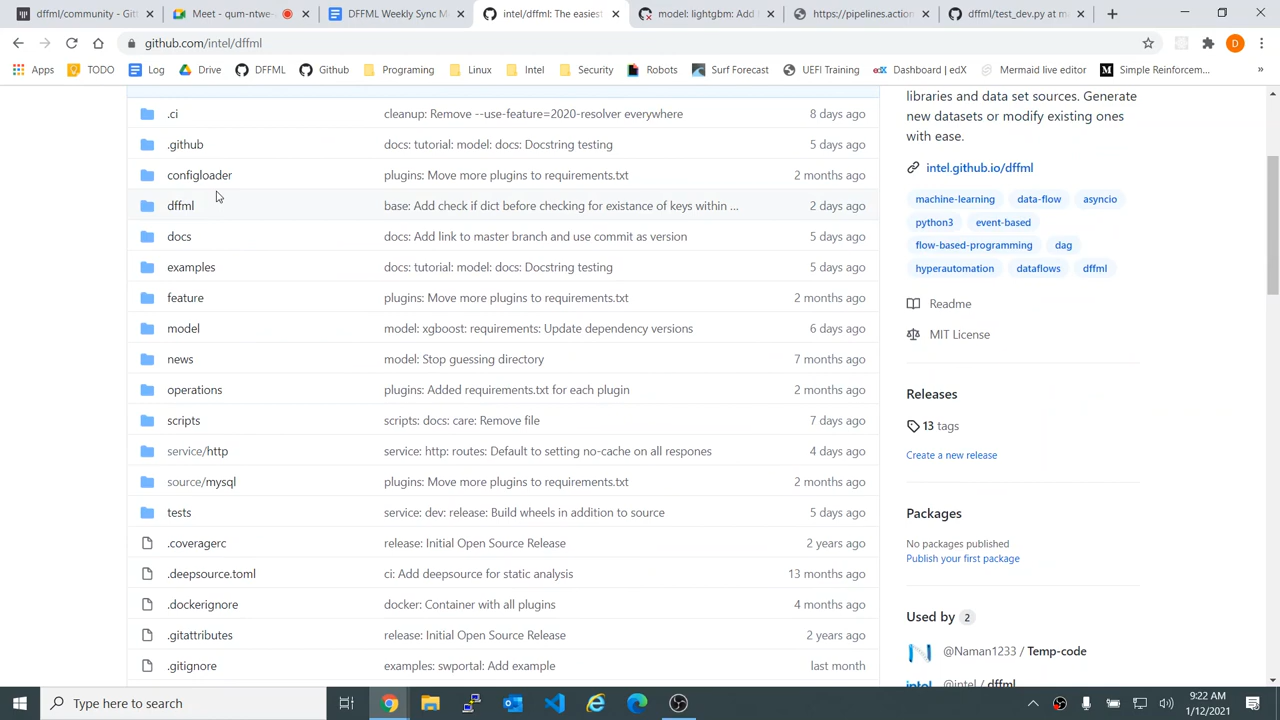 dffml/community - Git
Meet - qum-ntwe-
DFFML Weekly Sync M
intel/dffml: The easiest
model: lightgbm: Add
https://pipelines.action
dffml/test_dev.py at m
github.com/intel/dffml
D
Apps
TODO
Log
Drive
DFFML
Github
Programing
Linux
Intel
Security
Robots
Surf Forecast
UEFI Training
Dashboard | edX
Mermaid live editor
Simple Reinforcem...
.ci
cleanup: Remove --use-feature=2020-resolver everywhere
8 days ago
.github
docs: tutorial: model: docs: Docstring testing
5 days ago
configloader
plugins: Move more plugins to requirements.txt
2 months ago
dffml
base: Add check if dict before checking for existance of keys within ...
2 days ago
docs
docs: Add link to master branch and use commit as version
5 days ago
examples
docs: tutorial: model: docs: Docstring testing
5 days ago
feature
plugins: Move more plugins to requirements.txt
2 months ago
model
model: xgboost: requirements: Update dependency versions
6 days ago
news
model: Stop guessing directory
7 months ago
operations
plugins: Added requirements.txt for each plugin
2 months ago
scripts
scripts: docs: care: Remove file
7 days ago
service/http
service: http: routes: Default to setting no-cache on all respones
4 days ago
source/mysql
plugins: Move more plugins to requirements.txt
2 months ago
tests
service: dev: release: Build wheels in addition to source
5 days ago
.coveragerc
release: Initial Open Source Release
2 years ago
.deepsource.toml
ci: Add deepsource for static analysis
13 months ago
.dockerignore
docker: Container with all plugins
4 months ago
.gitattributes
release: Initial Open Source Release
2 years ago
.gitignore
examples: swportal: Add example
last month
libraries and data set sources. Generate
new datasets or modify existing ones
with ease.
intel.github.io/dffml
machine-learning data-flow asyncio
python3 event-based
flow-based-programming dag
hyperautomation dataflows dffml
Readme
MIT License
Releases
13 tags
Create a new release
Packages
No packages published
Publish your first package
Used by 2
@Naman1233 / Temp-code
@intel / dffml
Type here to search
9:22 AM
1/12/2021